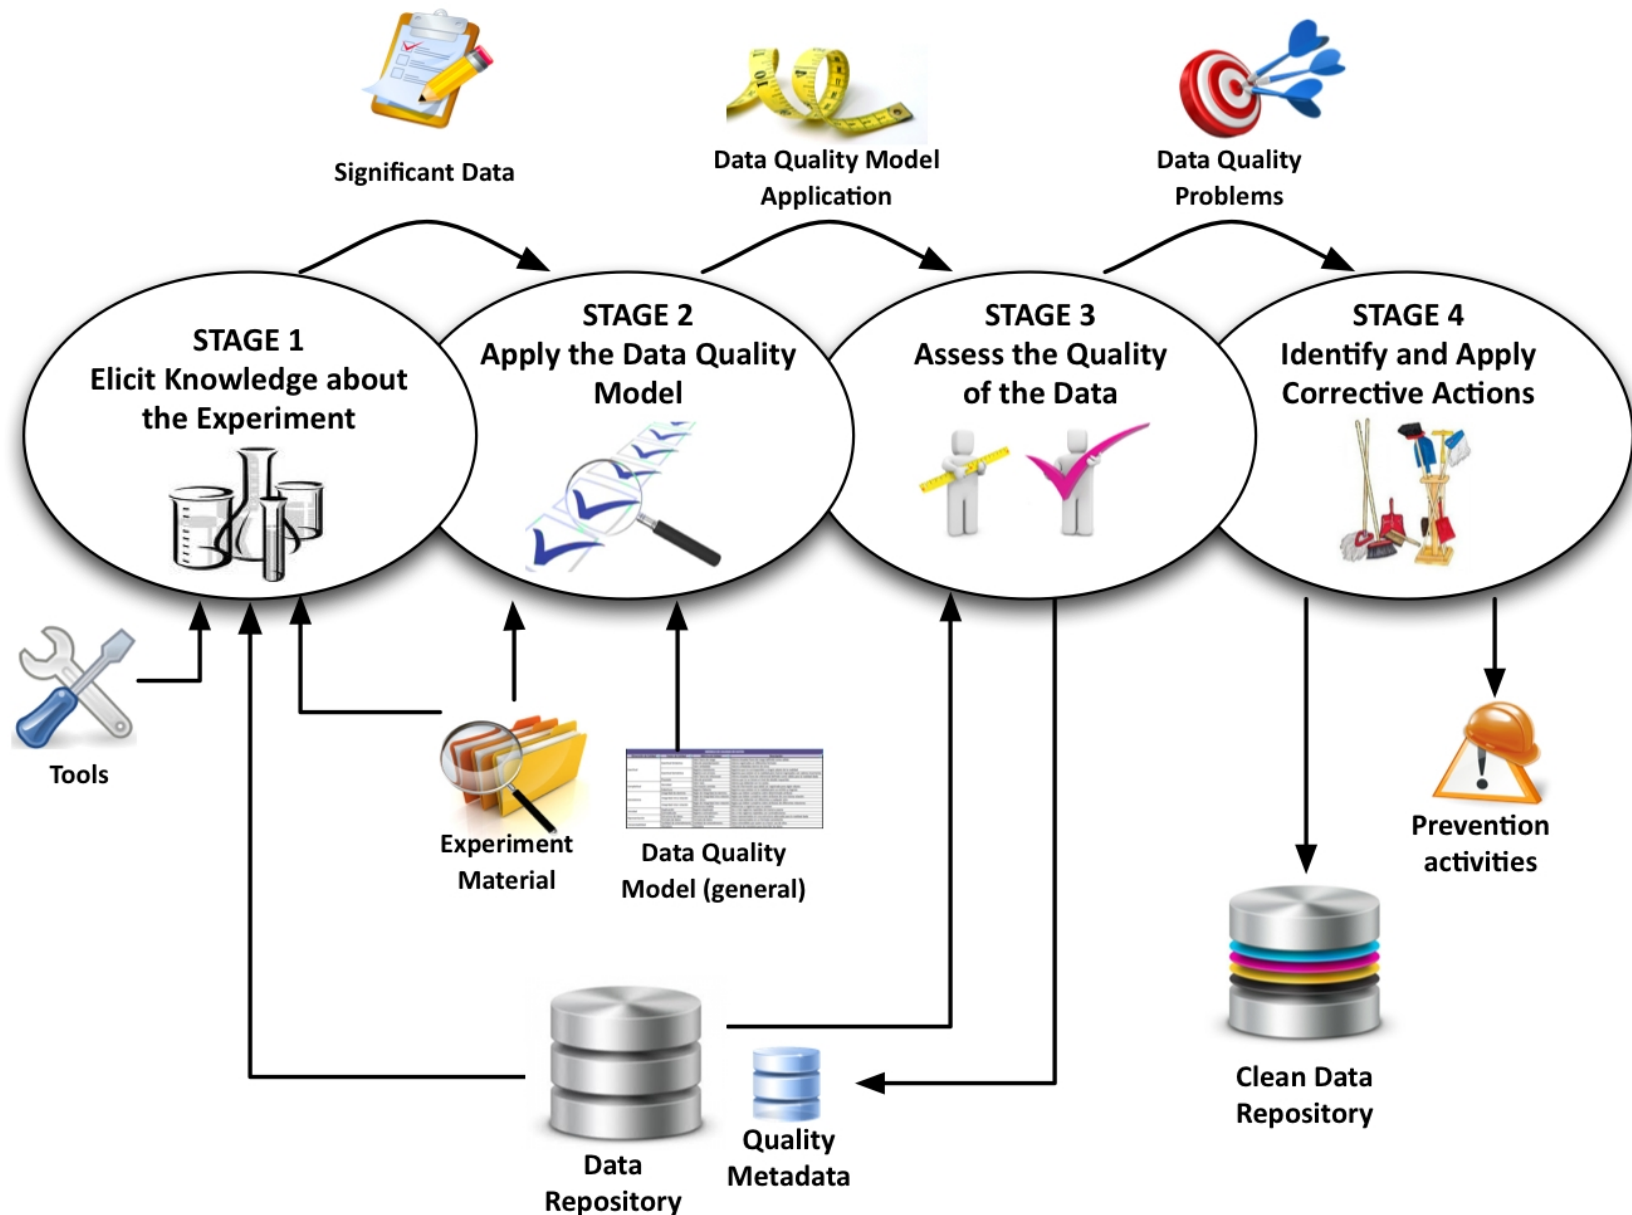 Significant Data
Data Quality Model
Application
Data Quality
Problems
STAGE 1
Elicit Knowledge about
the Experiment
STAGE 2
Apply the Data Quality
Model
STAGE 3
Assess the Quality
of the Data
STAGE 4
Identify and Apply
Corrective Actions
Tools
Experiment
Material
Data Quality
Model (general)
Prevention
activities
Data
Repository
Quality
Metadata
Clean Data
Repository